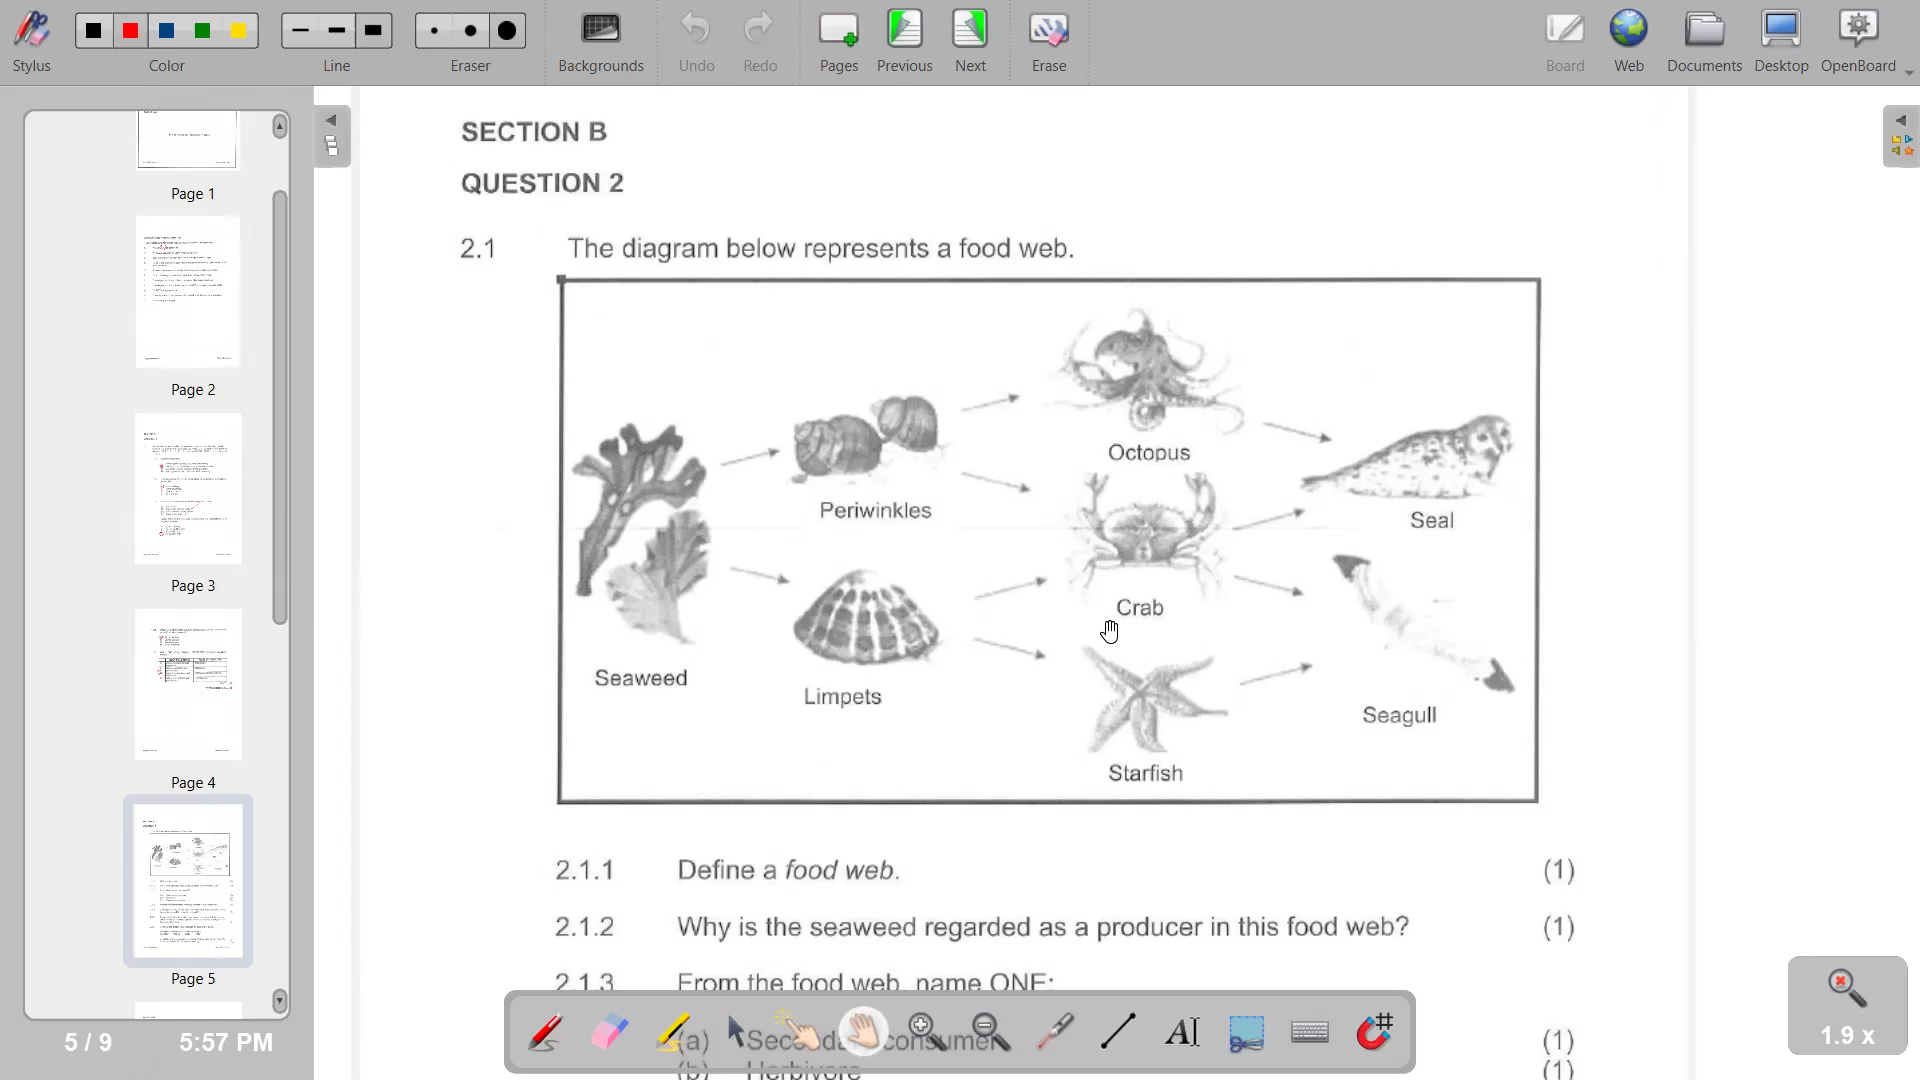 Stylus
Color
Line
Eraser
Backgrounds
Undo
Redo
Pages
Previous
Next
Erase
Board
Web
Documents
Desktop
OpenBoard
Page 1
Page 2
Page 3
Page 4
Page 5
5 / 9
5:57 PM
SECTION B
QUESTION 2
2.1 The diagram below represents a food web.
Octopus
Periwinkles
Seal
Crab
Seaweed
Limpets
Seagull
Starfish
2.1.1 Define a food web. (1)
2.1.2 Why is the seaweed regarded as a producer in this food web? (1)
2.1.3 From the food web, name ONE:
(a) Secondary consumer (1)
(b) Herbivore (1)
1.9 x